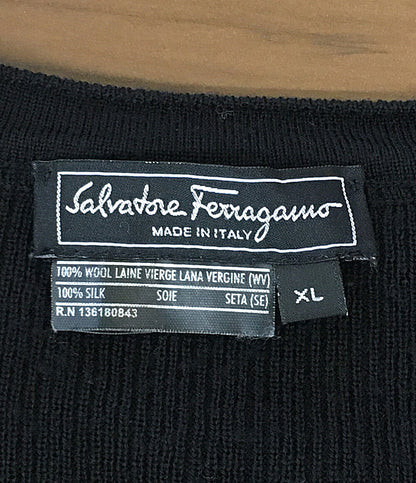 Salvatore Ferragamo
MADE IN ITALY
100% WOOL LAINE VIERGE LANA VERGINE (WV)
100% SILK SOIE SETA (SE)
R.N 136180843
XL